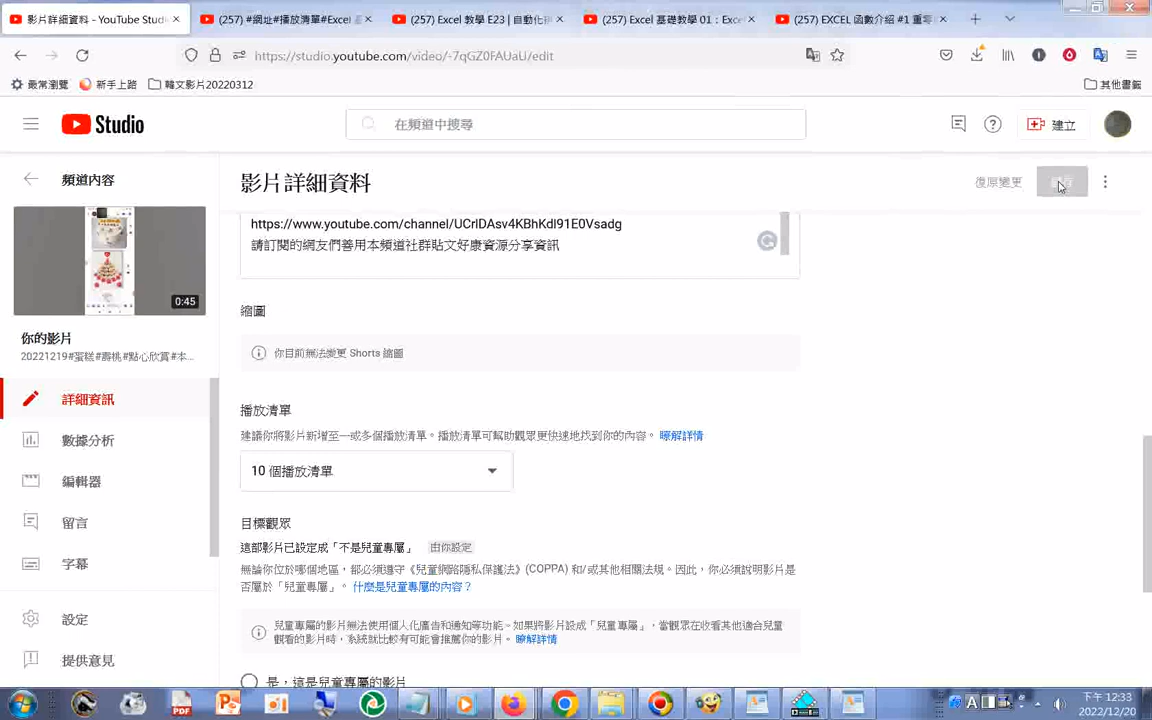 影片詳細資料 - YouTube Studi
(257) #網址#播放清單#Excel
(257) Excel 教學 E23 | 自動化
(257) Excel 基礎教學 01：Exc
(257) EXCEL 函數介紹 #1 重零
https://studio.youtube.com/video/-7qGZ0FAUaU/edit
最常瀏覽
新手上路
韓文影片20220312
其他書籤
Studio
在頻道中搜尋
建立
頻道內容
影片詳細資料
復原變更
https://www.youtube.com/channel/UCrIDAsv4KBhKdl91E0Vsadg
請訂閱的網友們善用本頻道社群貼文好康資源分享資訊
0:45
縮圖
你的影片
20221219#蛋糕#壽桃#點心欣賞#本...
你目前無法變更 Shorts 縮圖
詳細資訊
播放清單
建議你將影片新增至一或多個播放清單。播放清單可幫助觀眾更快速地找到你的內容。 瞭解詳情
數據分析
10 個播放清單
編輯器
留言
目標觀眾
這部影片已設定成「不是兒童專屬」 由你設定
字幕
無論你位於哪個地區，都必須遵守《兒童網路隱私保護法》(COPPA) 和/或其他相關法規。因此，你必須說明影片是
否屬於「兒童專屬」。 什麼是兒童專屬的內容？
設定
兒童專屬的影片無法使用個人化廣告和通知等功能。如果將影片設成「兒童專屬」，當觀眾在收看其他適合兒童
觀看的影片時，系統就比較有可能會推薦你的影片。 瞭解詳情
提供意見
是，這是兒童專屬的影片
PDF
A
下午 12:33
2022/12/20